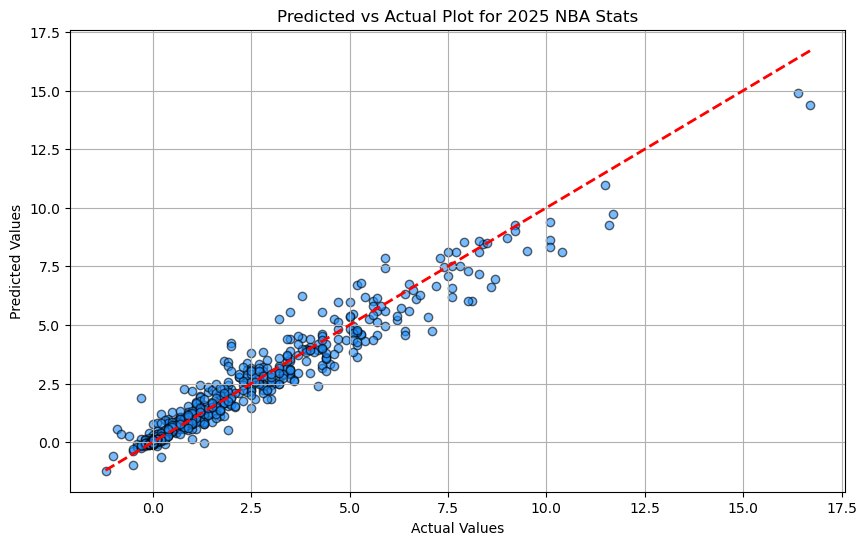 Predicted vs Actual Plot for 2025 NBA Stats
17.5
15.0
12.5
10.0
7.5
5.0
2.5
0.0
Predicted Values
0.0 2.5 5.0 7.5 10.0 12.5 15.0 17.5
Actual Values